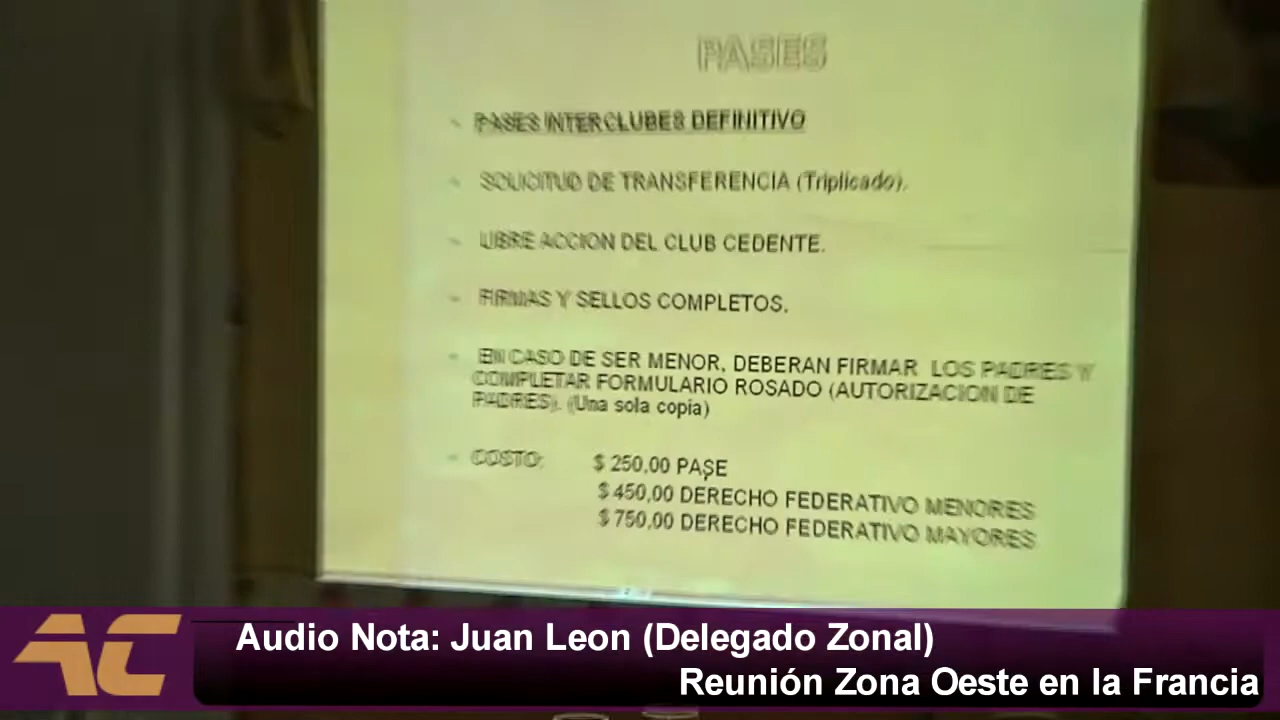 PASES
- PASES INTERCLUBES DEFINITIVO
- SOLICITUD DE TRANSFERENCIA (Triplicado).
- LIBRE ACCION DEL CLUB CEDENTE.
- FIRMAS Y SELLOS COMPLETOS.
- EN CASO DE SER MENOR, DEBERAN FIRMAR LOS PADRES Y
COMPLETAR FORMULARIO ROSADO (AUTORIZACION DE
PADRES). (Una sola copia)
- COSTO: $ 250,00 PASE
$ 450,00 DERECHO FEDERATIVO MENORES
$ 750,00 DERECHO FEDERATIVO MAYORES
AC
Audio Nota: Juan Leon (Delegado Zonal)
Reunión Zona Oeste en la Francia